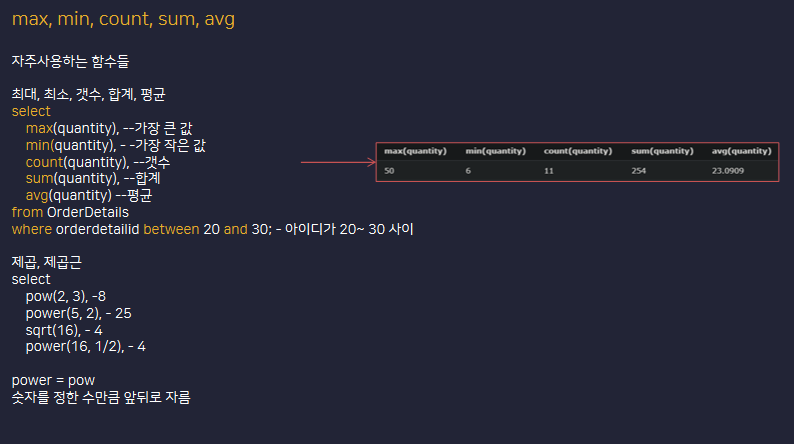 max, min, count, sum, avg
자주사용하는 함수들
최대, 최소, 갯수, 합계, 평균
select
max(quantity), --가장 큰 값
min(quantity), - -가장 작은 값
count(quantity), --갯수
sum(quantity), --합계
avg(quantity) --평균
from OrderDetails
where orderdetailid between 20 and 30; - 아이디가 20~ 30 사이
max(quantity) min(quantity) count(quantity) sum(quantity) avg(quantity)
50 6 11 254 23.0909
제곱, 제곱근
select
pow(2, 3), -8
power(5, 2), - 25
sqrt(16), - 4
power(16, 1/2), - 4
power = pow
숫자를 정한 수만큼 앞뒤로 자름